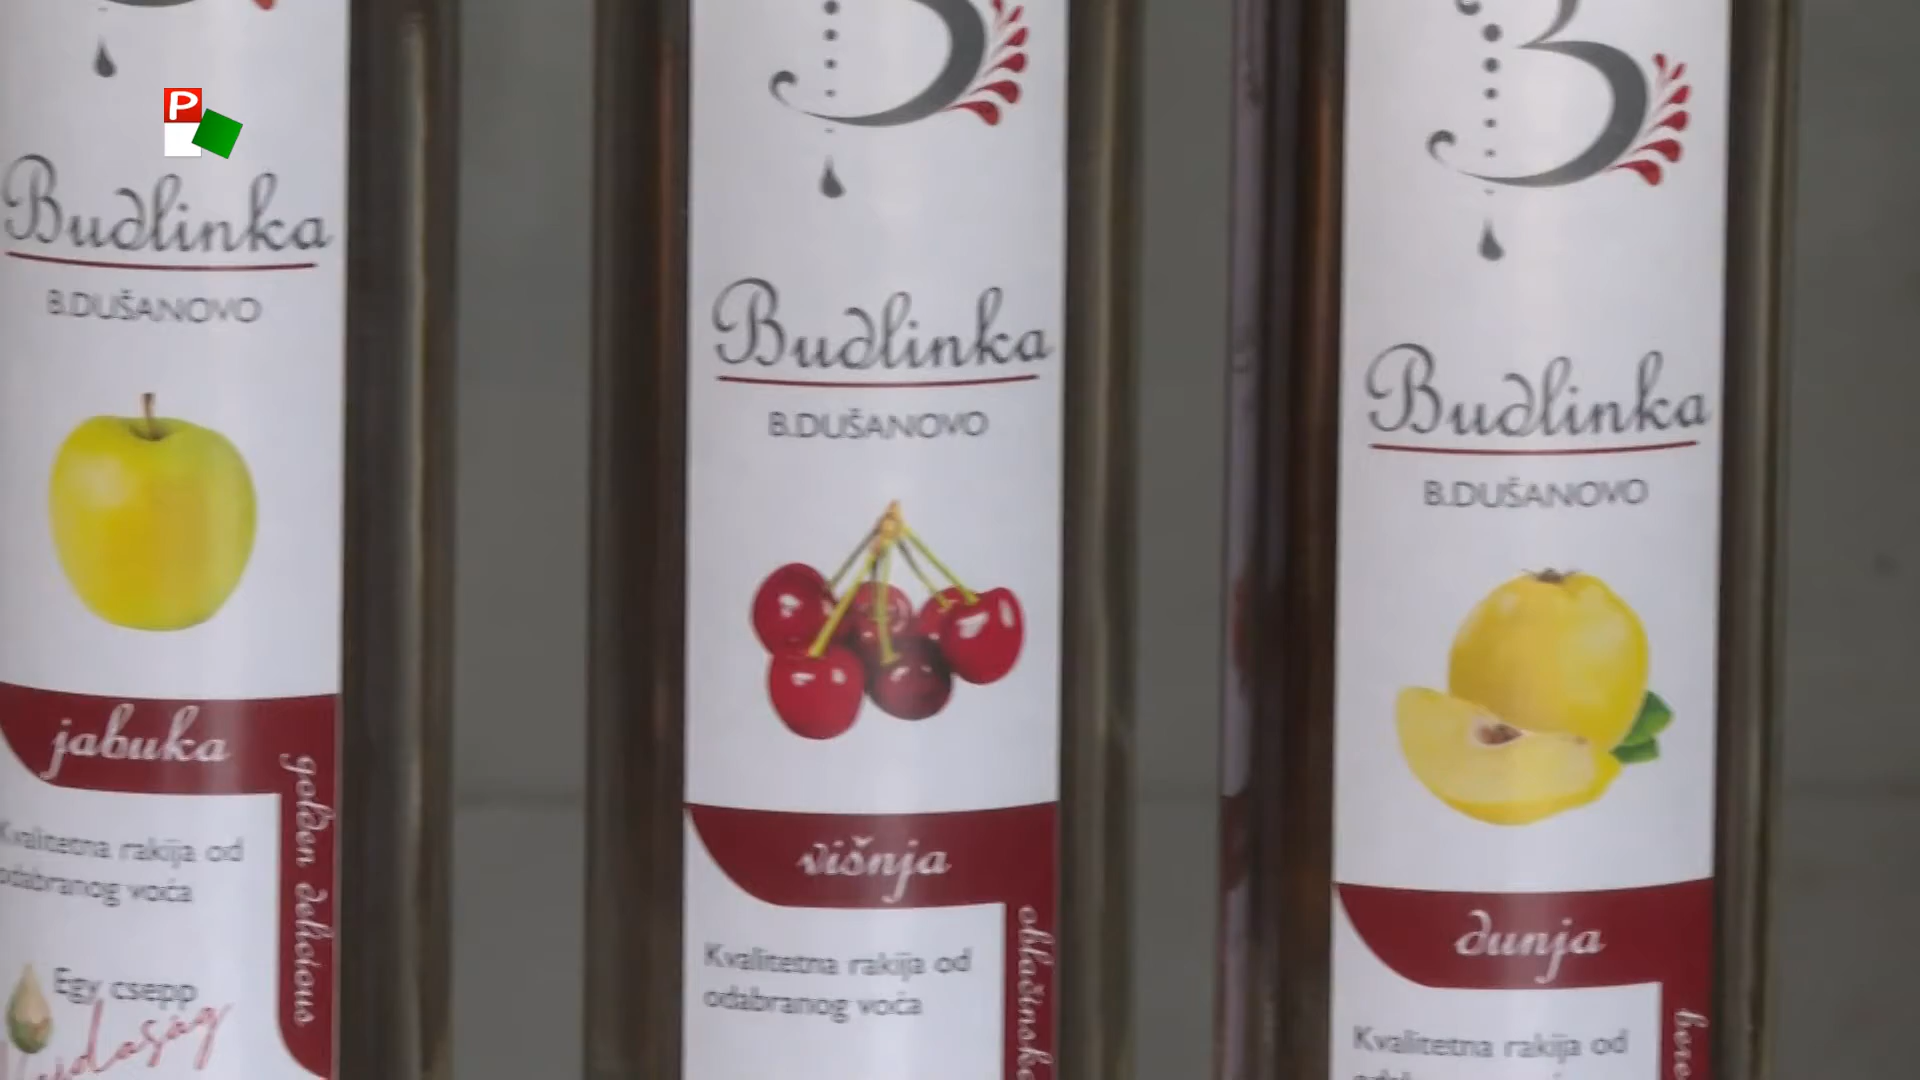 P
Budlinka
B.DUŠANOVO
jabuka
golden delicious
Kvalitetna rakija od
odabranog voća
Egy csepp
B
Budlinka
B.DUŠANOVO
višnja
oblačinska
Kvalitetna rakija od
odabranog voća
B
Budlinka
B.DUŠANOVO
dunja
Kvalitetna rakija od